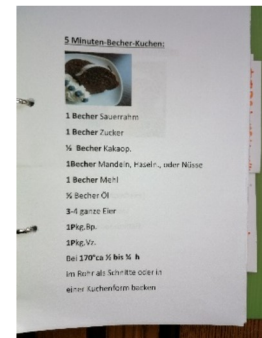 5 Minuten-Becher-Kuchen:
1 Becher Sauerrahm
1 Becher Zucker
Becher Kakaop.
1Becher Mandeln, Haseln., oder Nüsse
1 Becher Mehl
½ Becher Öl
3-4 ganze Eier
1Pkg.Bp.
1Pkg.Vz.
Bei 170°ca ½ bis ¾ h
im Rohr als Schnitte oder in
einer Kuchenform backen